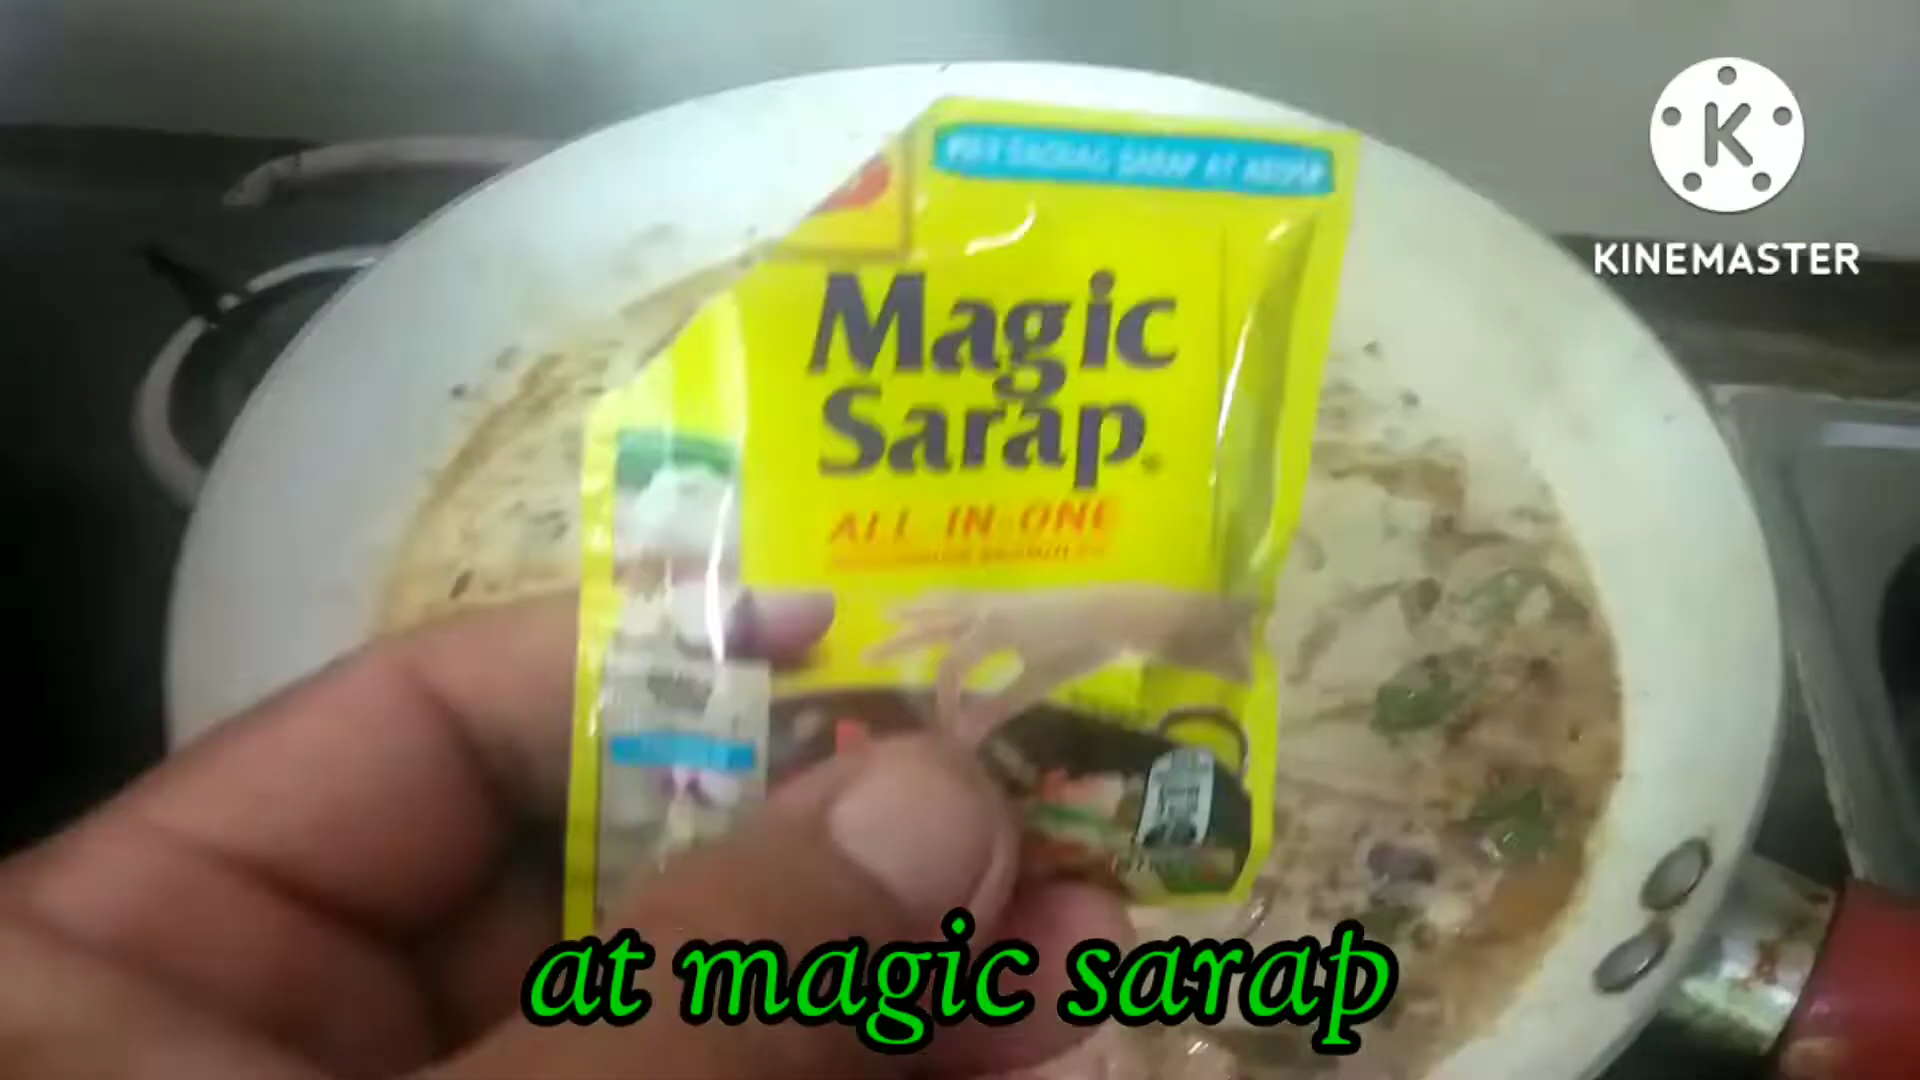 K
KINEMASTER
Magic
Sarap
ALL-IN-ONE
at magic sarap